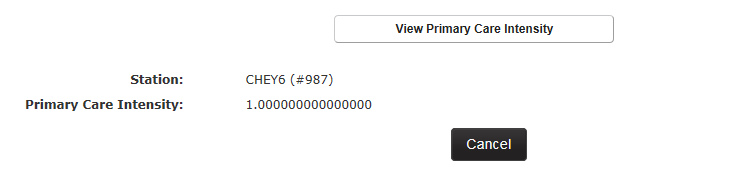 View Primary Care Intensity
Station: CHEY6 (#987)
Primary Care Intensity: 1.000000000000000
Cancel